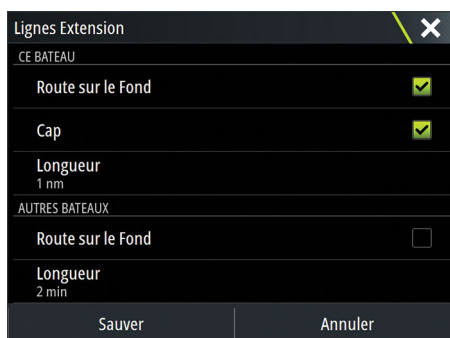 Lignes Extension
CE BATEAU
Route sur le Fond
Cap
Longueur
1 nm
AUTRES BATEAUX
Route sur le Fond
Longueur
2 min
Sauver
Annuler